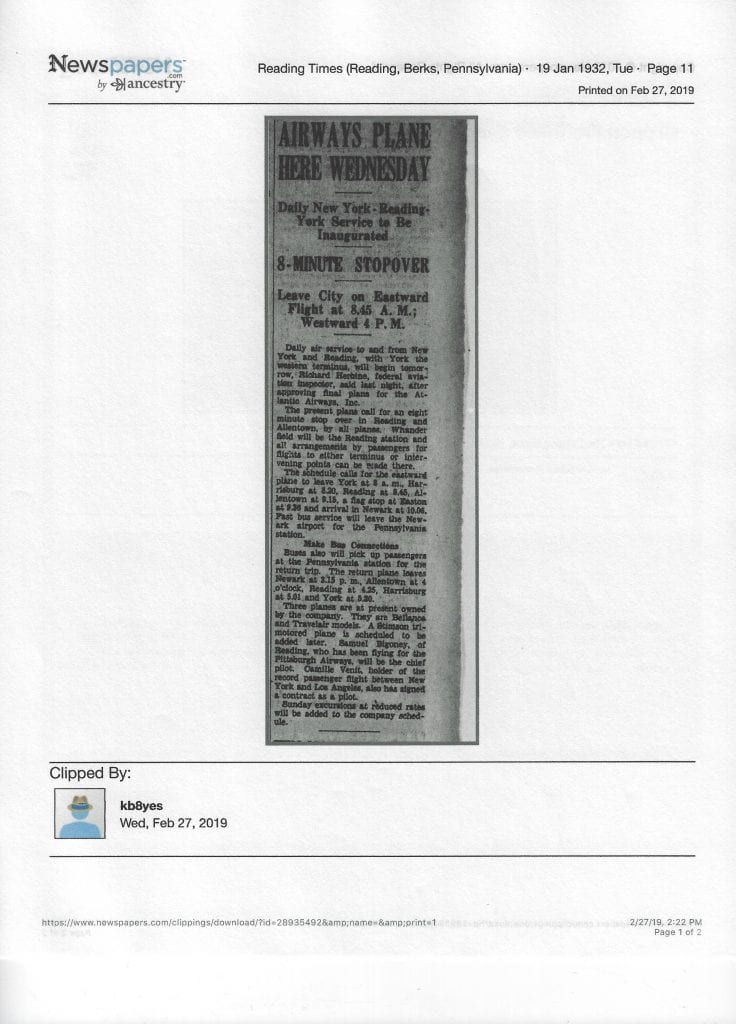 Newspapers.com
by ancestry
Reading Times (Reading, Berks, Pennsylvania) · 19 Jan 1932, Tue · Page 11
Printed on Feb 27, 2019
AIRWAYS PLANE
HERE WEDNESDAY
Daily New York-Reading-
York Service to Be
Inaugurated
8-MINUTE STOPOVER
Leave City on Eastward
Flight at 8.45 A. M.;
Westward 4 P. M.
Daily air service to and from New
York and Reading, with York the
western terminus, will begin tomor-
row, Richard Herbine, federal avia-
tion inspector, said last night, after
approving final plans for the At-
lantic Airways, Inc.
The present plans call for an eight
minute stop over in Reading and
Allentown, by all planes. Whander
field will be the Reading station and
all arrangements by passengers for
flights to either terminus or inter-
vening points can be made there.
The schedule calls for the eastward
plane to leave York at 8 a. m., Har-
risburg at 8.20, Reading at 8.45, Al-
lentown at 9.15, a flag stop at Easton
at 9.36 and arrival in Newark at 10.06.
Fast bus service will leave the New-
ark airport for the Pennsylvania
station.
Make Bus Connections
Buses also will pick up passengers
at the Pennsylvania station for the
return trip. The return plane leaves
Newark at 3.15 p. m., Allentown at 4
o'clock, Reading at 4.25, Harrisburg
at 5.01 and York at 5.20.
Three planes are at present owned
by the company. They are Bellanca
and Travelair models. A Stimson tri-
motored plane is scheduled to be
added later. Samuel Bigoney, of
Reading, who has been flying for the
Pittsburgh Airways, will be the chief
pilot. Camille Venit, holder of the
record passenger flight between New
York and Los Angeles, also has signed
a contract as a pilot.
Sunday excursions at reduced rates
will be added to the company sched-
ule.
Clipped By:
kb8yes
Wed, Feb 27, 2019
https://www.newspapers.com/clippings/download/?id=28935492&amp;name=&amp;print=1
2/27/19, 2:22 PM
Page 1 of 2